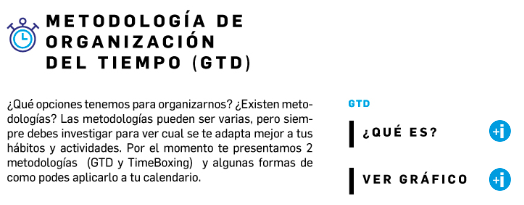 METODOLOGÍA DE
ORGANIZACIÓN
DEL TIEMPO (GTD)
¿Qué opciones tenemos para organizarnos? ¿Existen meto-
dologías? Las metodologías pueden ser varias, pero siem-
pre debes investigar para ver cual se te adapta mejor a tus
hábitos y actividades. Por el momento te presentamos 2
metodologías (GTD y TimeBoxing) y algunas formas de
como podes aplicarlo a tu calendario.
GTD
¿QUÉ ES?
+i
VER GRÁFICO
+i